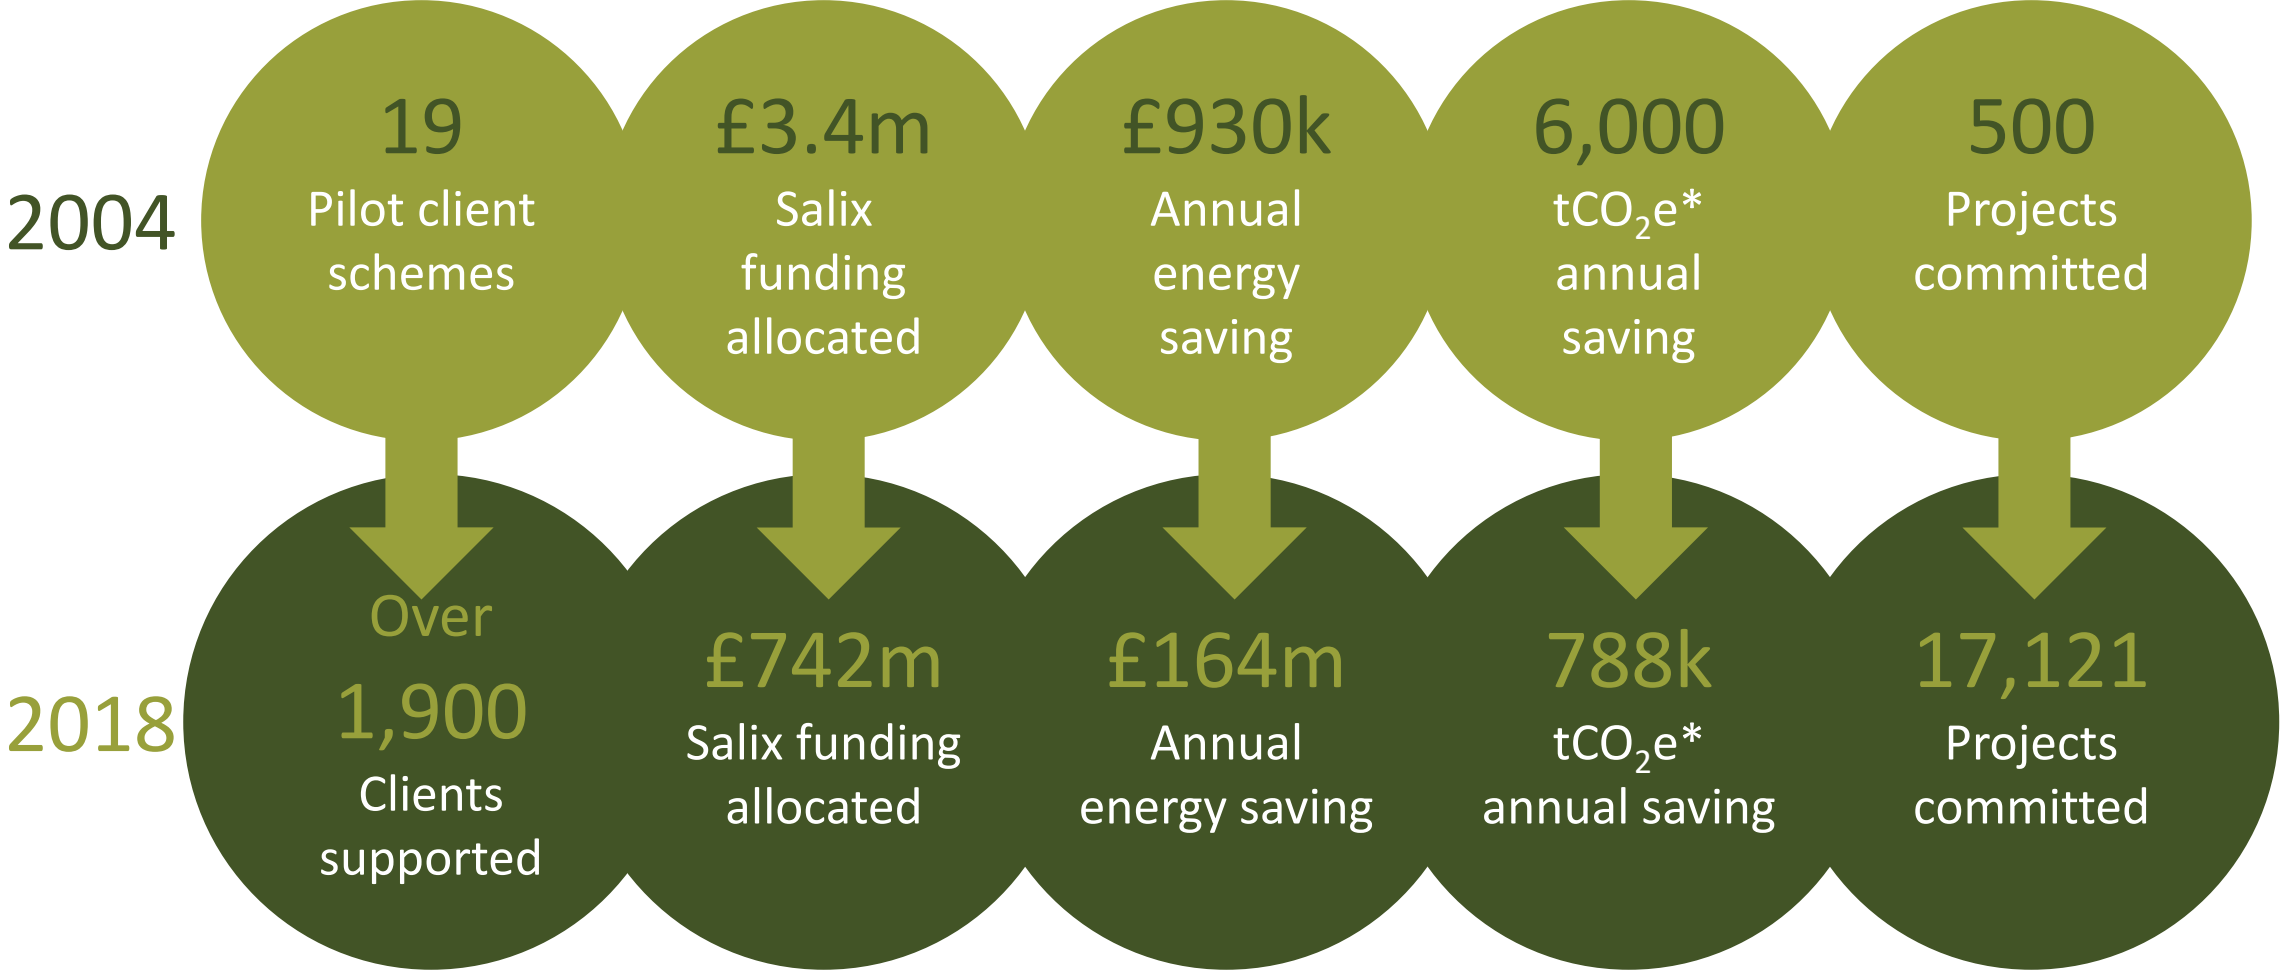 2004
19
Pilot client
schemes
£3.4m
Salix
funding
allocated
£930k
Annual
energy
saving
6,000
tCO₂e*
annual
saving
500
Projects
committed
2018
Over
1,900
Clients
supported
£742m
Salix funding
allocated
£164m
Annual
energy saving
788k
tCO₂e*
annual saving
17,121
Projects
committed